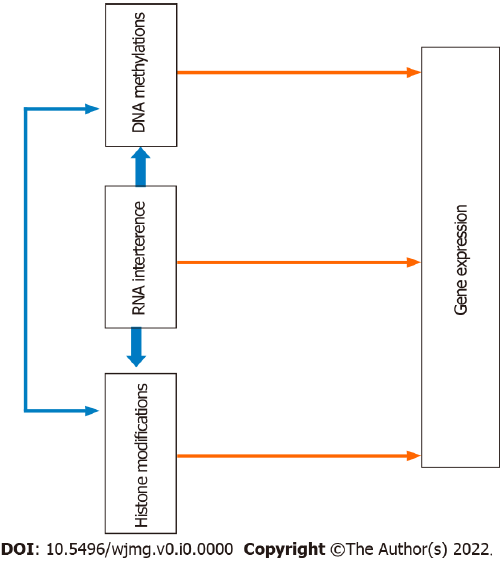 DNA methylations
RNA interterence
Histone modifications
Gene expression
DOI: 10.5496/wjmg.v0.i0.0000 Copyright ©The Author(s) 2022.